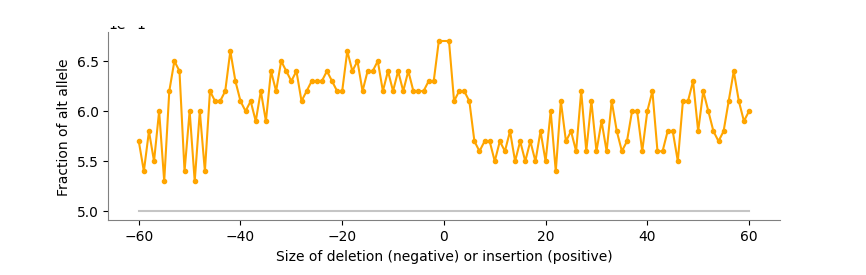 6.5
6.0
5.5
5.0
Fraction of alt allele
−60 −40 −20 0 20 40 60
Size of deletion (negative) or insertion (positive)